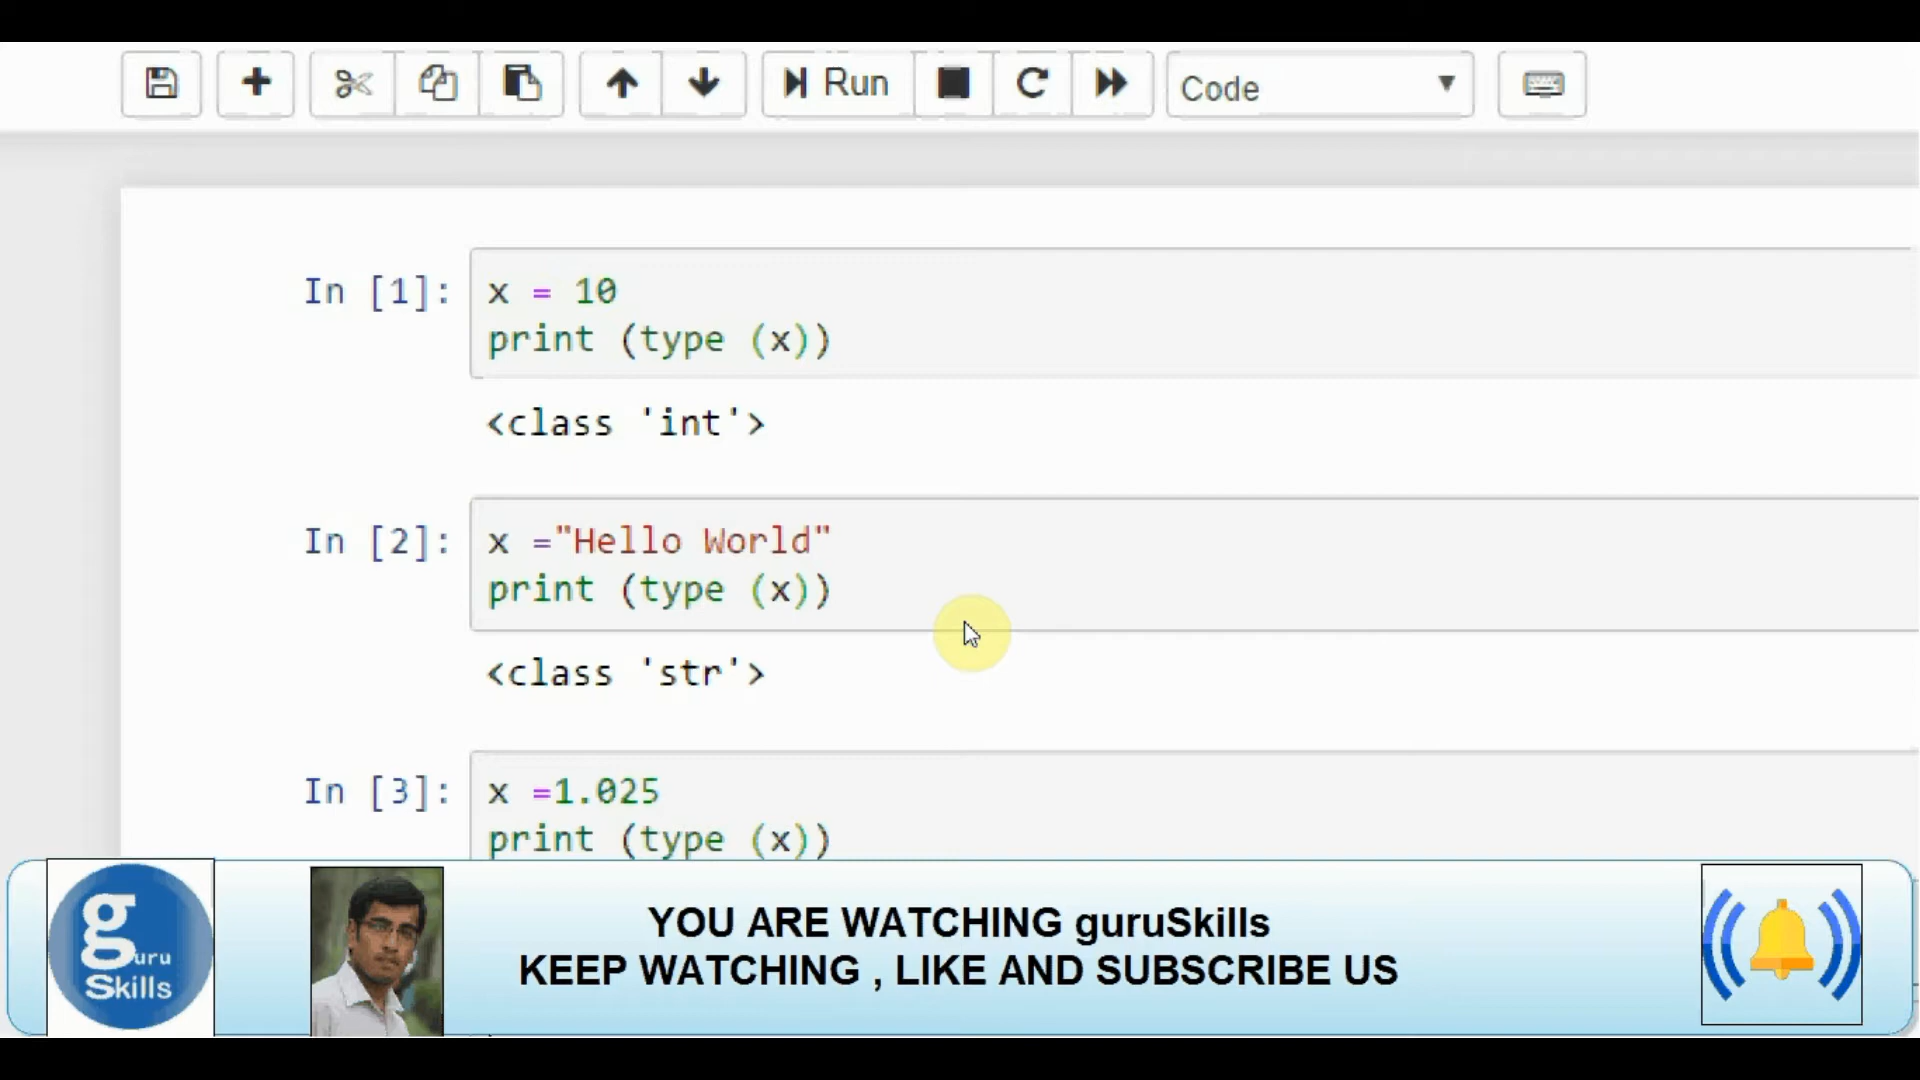 Run
Code
In [1]:
x = 10
print (type (x))
<class 'int'>
In [2]:
x ="Hello World"
print (type (x))
<class 'str'>
In [3]:
x =1.025
print (type (x))
guru
Skills
YOU ARE WATCHING guruSkills
KEEP WATCHING , LIKE AND SUBSCRIBE US